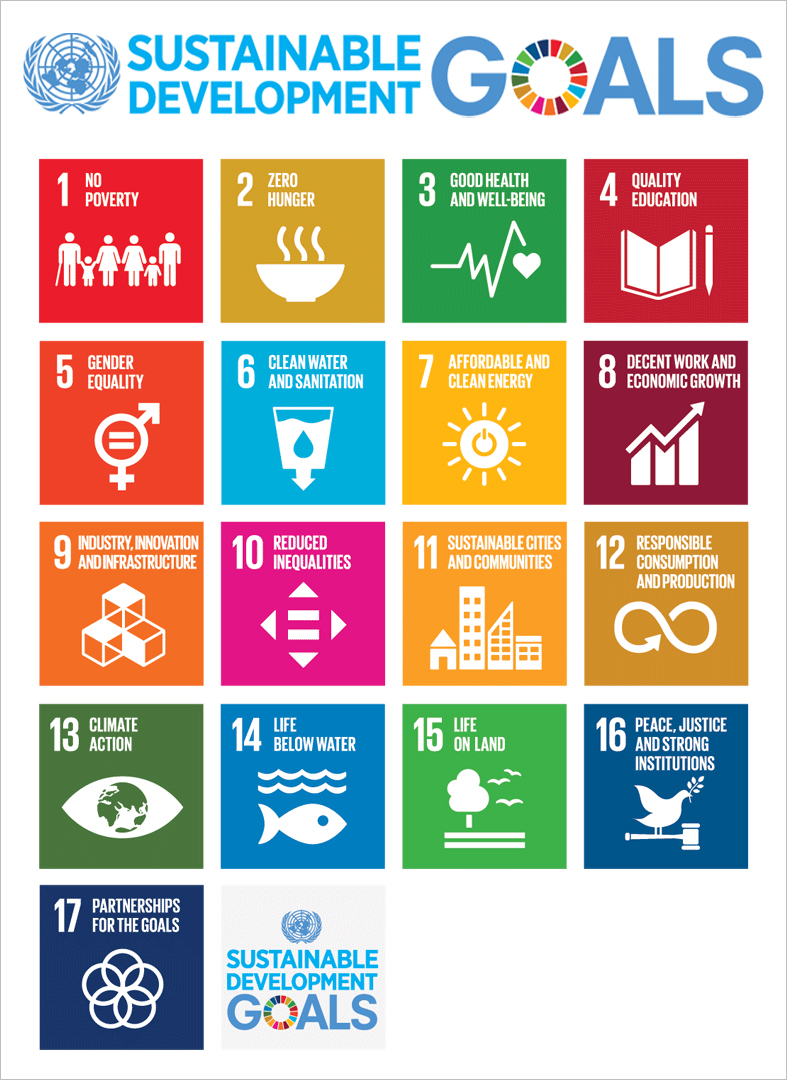 SUSTAINABLE
DEVELOPMENT
GOALS
1 NO
POVERTY
2 ZERO
HUNGER
3 GOOD HEALTH
AND WELL-BEING
4 QUALITY
EDUCATION
5 GENDER
EQUALITY
6 CLEAN WATER
AND SANITATION
7 AFFORDABLE AND
CLEAN ENERGY
8 DECENT WORK AND
ECONOMIC GROWTH
9 INDUSTRY, INNOVATION
AND INFRASTRUCTURE
10 REDUCED
INEQUALITIES
11 SUSTAINABLE CITIES
AND COMMUNITIES
12 RESPONSIBLE
CONSUMPTION
AND PRODUCTION
13 CLIMATE
ACTION
14 LIFE
BELOW WATER
15 LIFE
ON LAND
16 PEACE, JUSTICE
AND STRONG
INSTITUTIONS
17 PARTNERSHIPS
FOR THE GOALS
SUSTAINABLE
DEVELOPMENT
GOALS